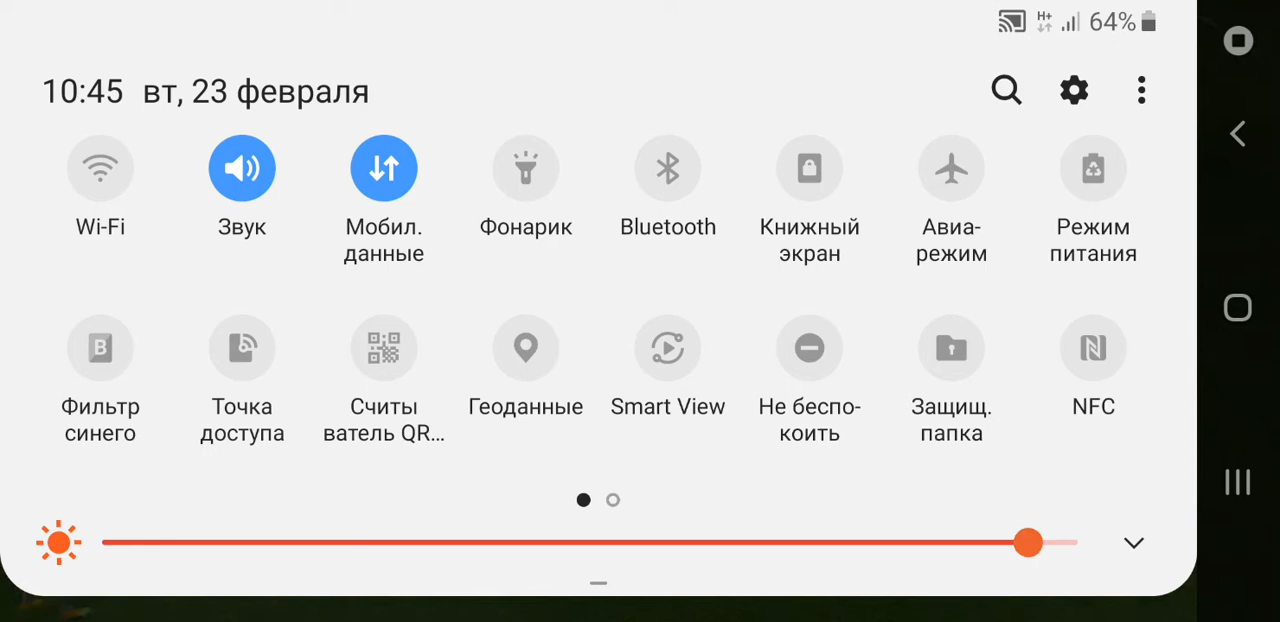 H+ 64%
10:45 вт, 23 февраля
Wi-Fi Звук Мобил. данные Фонарик Bluetooth Книжный экран Авиа- режим Режим питания
B
Фильтр синего Точка доступа Считы ватель QR... Геоданные Smart View Не беспо- коить Защищ. папка NFC